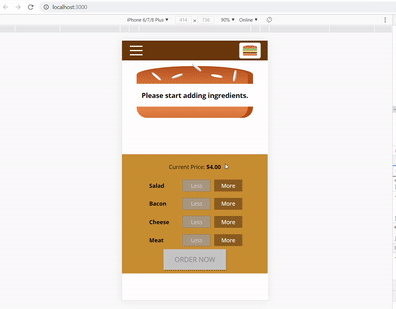 localhost:3000
iPhone 6/7/8 Plus ▼ 414 × 736 90% ▼ Online ▼
Please start adding ingredients.
Current Price: $4.00
Salad Less More
Bacon Less More
Cheese Less More
Meat Less More
ORDER NOW